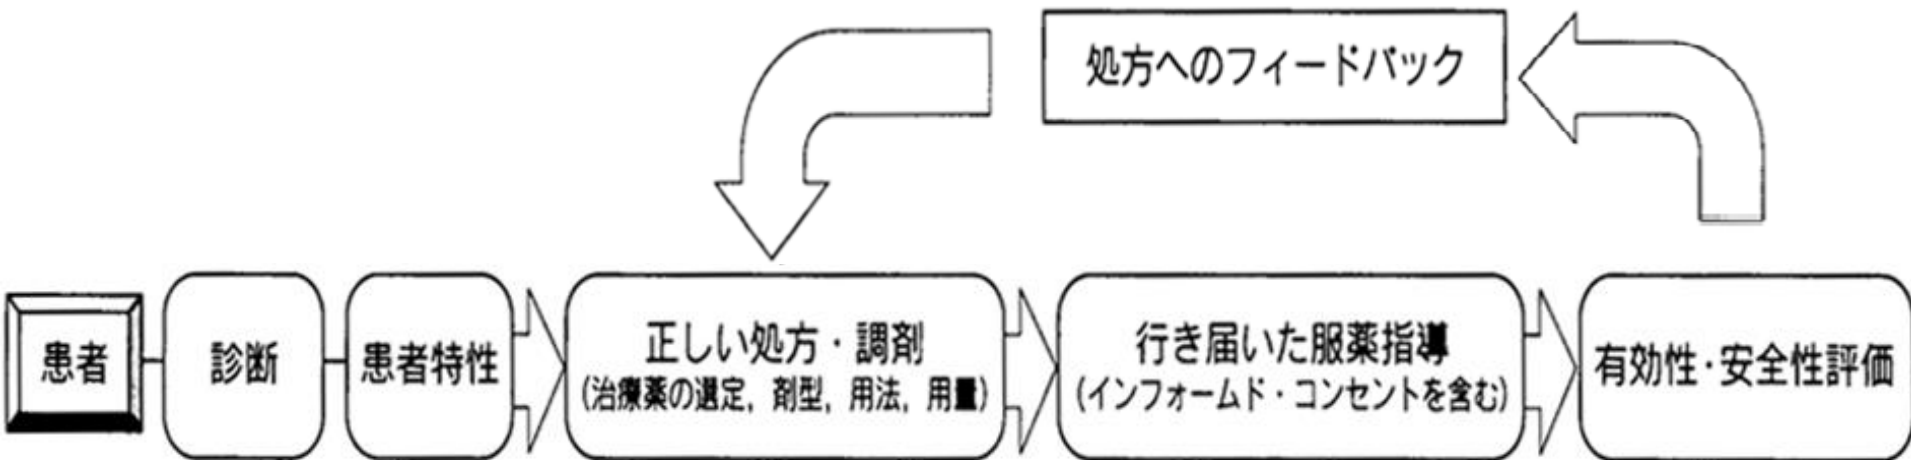 処方へのフィードバック
患者
診断
患者特性
正しい処方・調剤
(治療薬の選定, 剤型, 用法, 用量)
行き届いた服薬指導
(インフォームド・コンセントを含む)
有効性・安全性評価